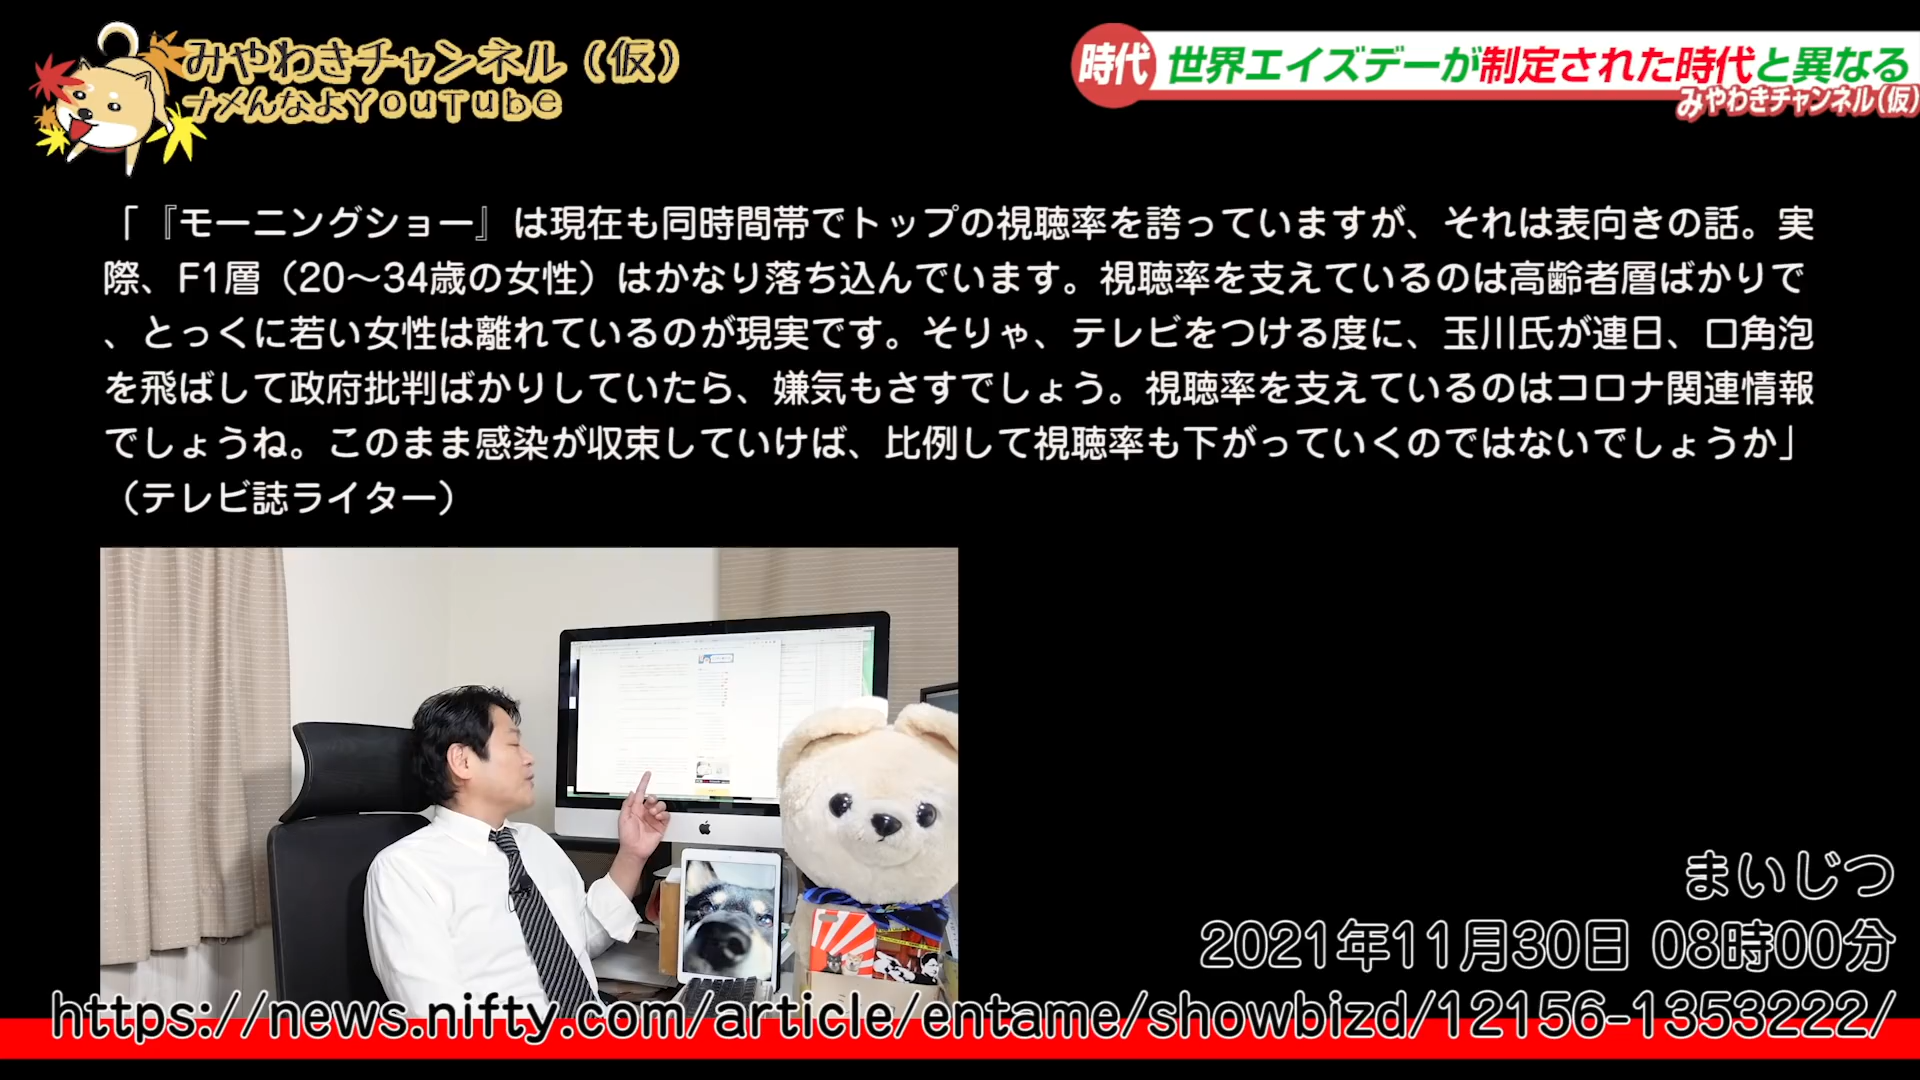 みやわきチャンネル（仮）
ナメんなよYouTube
時代 世界エイズデーが制定された時代と異なる
みやわきチャンネル(仮)
「『モーニングショー』は現在も同時間帯でトップの視聴率を誇っていますが、それは表向きの話。実
際、F1層（20～34歳の女性）はかなり落ち込んでいます。視聴率を支えているのは高齢者層ばかりで
、とっくに若い女性は離れているのが現実です。そりゃ、テレビをつける度に、玉川氏が連日、口角泡
を飛ばして政府批判ばかりしていたら、嫌気もさすでしょう。視聴率を支えているのはコロナ関連情報
でしょうね。このまま感染が収束していけば、比例して視聴率も下がっていくのではないでしょうか」
（テレビ誌ライター）
まいじつ
2021年11月30日 08時00分
https://news.nifty.com/article/entame/showbizd/12156-1353222/